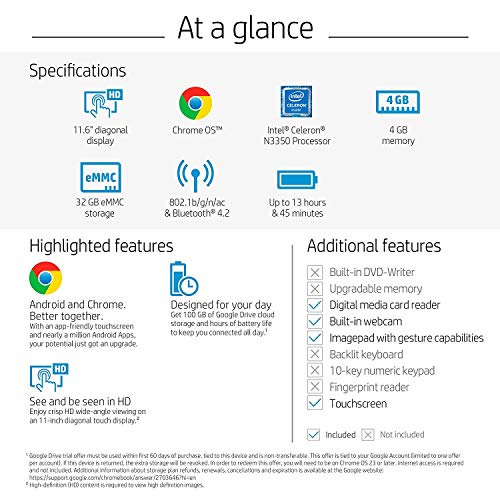 At a glance
Specifications
HD
intel
CELERON
inside
4 GB
11.6" diagonal
display
Chrome OS™
Intel® Celeron®
N3350 Processor
4 GB
memory
eMMC
32 GB eMMC
storage
802.1b/g/n/ac
& Bluetooth® 4.2
Up to 13 hours
& 45 minutes
Highlighted features
Android and Chrome.
Better together.
With an app-friendly touchscreen
and nearly a million Android Apps,
your potential just got an upgrade.
Designed for your day
Get 100 GB of Google Drive cloud
storage and hours of battery life
to keep you connected all day.¹
HD
See and be seen in HD
Enjoy crisp HD wide-angle viewing on
an 11-inch diagonal touch display.²
Additional features
Built-in DVD-Writer
Upgradable memory
Digital media card reader
Built-in webcam
Imagepad with gesture capabilities
Backlit keyboard
10-key numeric keypad
Fingerprint reader
Touchscreen
Included
Not included
¹ Google Drive trial offer must be used within first 60 days of purchase, tied to this device and is non-transferable. This offer is tied to your Google Account (limited to one offer
per account). If this device is returned, the extra storage will be revoked. In order to redeem this offer, you will need to be on Chrome OS 23 or later. Internet access is required
and not included. Additional information about storage plan refunds, renewals, cancellations and expiration is available at the Google Website:
https://support.google.com/chromebook/answer/2703646?hl=en
² High-definition (HD) content is required to view high definition images.